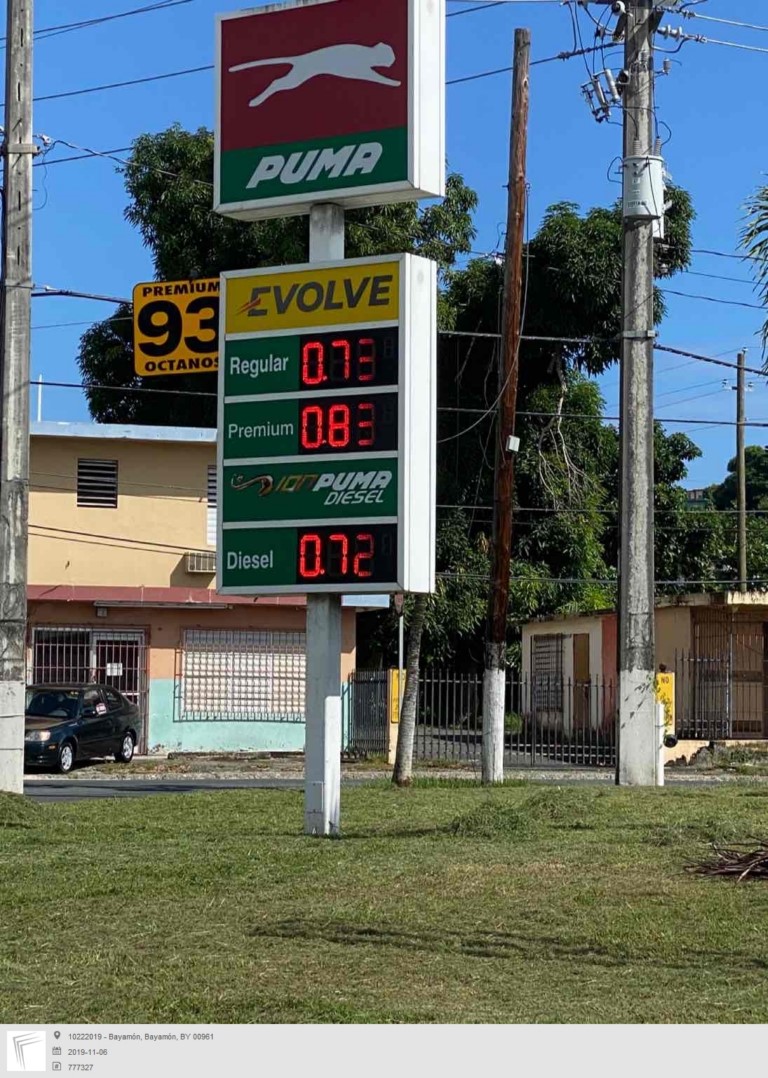 PUMA
PREMIUM
93
OCTANOS
EVOLVE
Regular 0.73
Premium 0.83
ION PUMA
DIESEL
Diesel 0.72
NO
10222019 - Bayamón, Bayamón, BY 00961
2019-11-06
777327